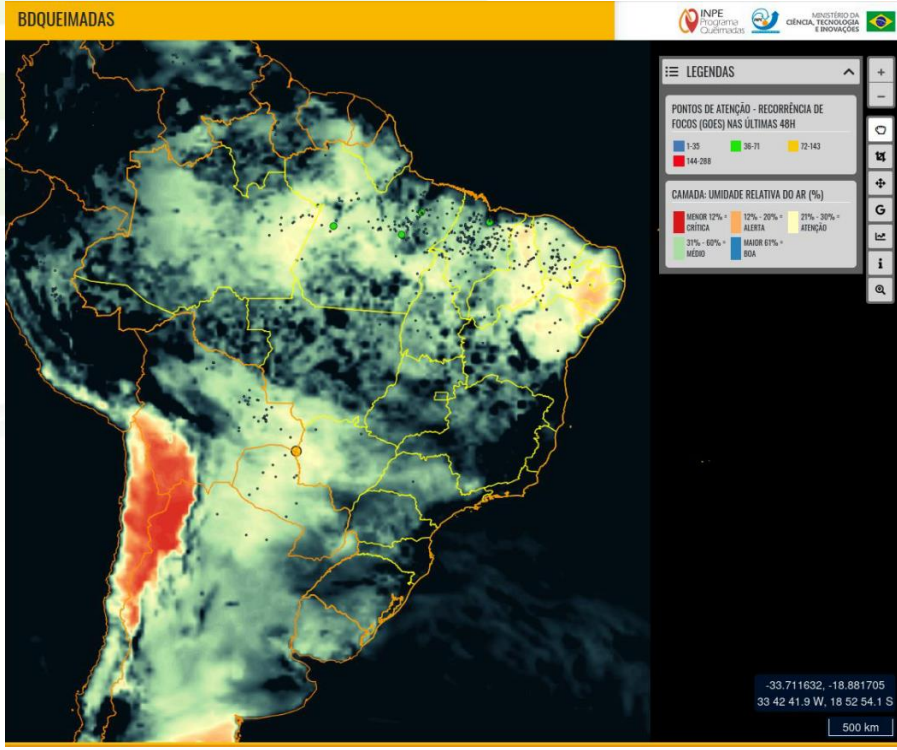 BDQUEIMADAS
INPE
Programa
Queimadas
INPE
MINISTÉRIO DA
CIÊNCIA, TECNOLOGIA
E INOVAÇÕES
LEGENDAS
PONTOS DE ATENÇÃO - RECORRÊNCIA DE
FOCOS (GOES) NAS ÚLTIMAS 48H
1-35
36-71
72-143
144-288
CAMADA: UMIDADE RELATIVA DO AR (%)
MENOR 12% =
CRÍTICA
12% - 20% =
ALERTA
21% - 30% =
ATENÇÃO
31% - 60% =
MÉDIO
MAIOR 61% =
BOA
+
−
G
i
-33.711632, -18.881705
33 42 41.9 W, 18 52 54.1 S
500 km